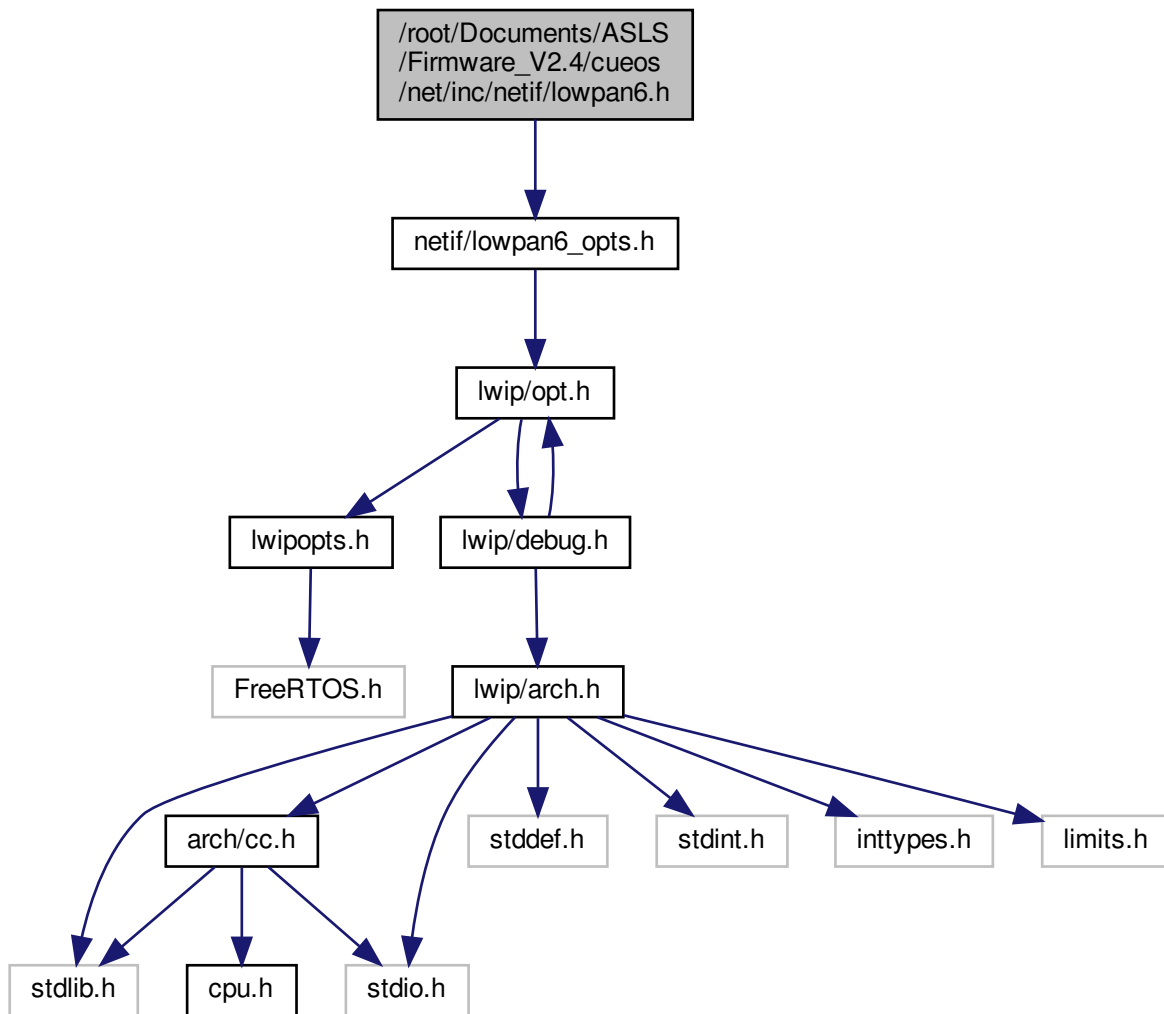 /root/Documents/ASLS
/Firmware_V2.4/cueos
/net/inc/netif/lowpan6.h
netif/lowpan6_opts.h
lwip/opt.h
lwipopts.h
lwip/debug.h
FreeRTOS.h
lwip/arch.h
arch/cc.h
stddef.h
stdint.h
inttypes.h
limits.h
stdlib.h
cpu.h
stdio.h